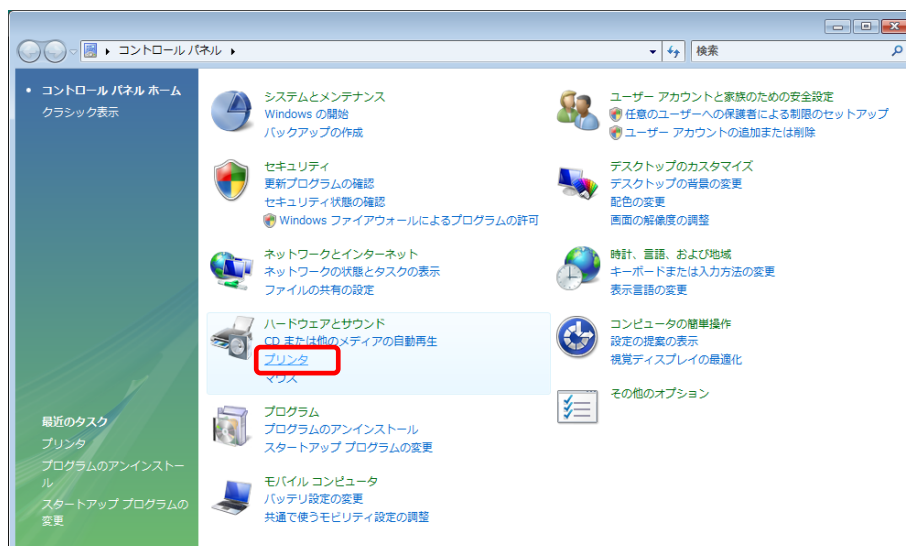 コントロール パネル
検索
コントロール パネル ホーム
クラシック表示
システムとメンテナンス
Windows の開始
バックアップの作成
セキュリティ
更新プログラムの確認
セキュリティ状態の確認
Windows ファイアウォールによるプログラムの許可
ネットワークとインターネット
ネットワークの状態とタスクの表示
ファイルの共有の設定
ハードウェアとサウンド
CD または他のメディアの自動再生
プリンタ
マウス
プログラム
プログラムのアンインストール
スタートアップ プログラムの変更
モバイル コンピュータ
バッテリ設定の変更
共通で使うモビリティ設定の調整
ユーザー アカウントと家族のための安全設定
任意のユーザーへの保護者による制限のセットアップ
ユーザー アカウントの追加または削除
デスクトップのカスタマイズ
デスクトップの背景の変更
配色の変更
画面の解像度の調整
時計、言語、および地域
キーボードまたは入力方法の変更
表示言語の変更
コンピュータの簡単操作
設定の提案の表示
視覚ディスプレイの最適化
その他のオプション
最近のタスク
プリンタ
プログラムのアンインストー
ル
スタートアップ プログラムの
変更